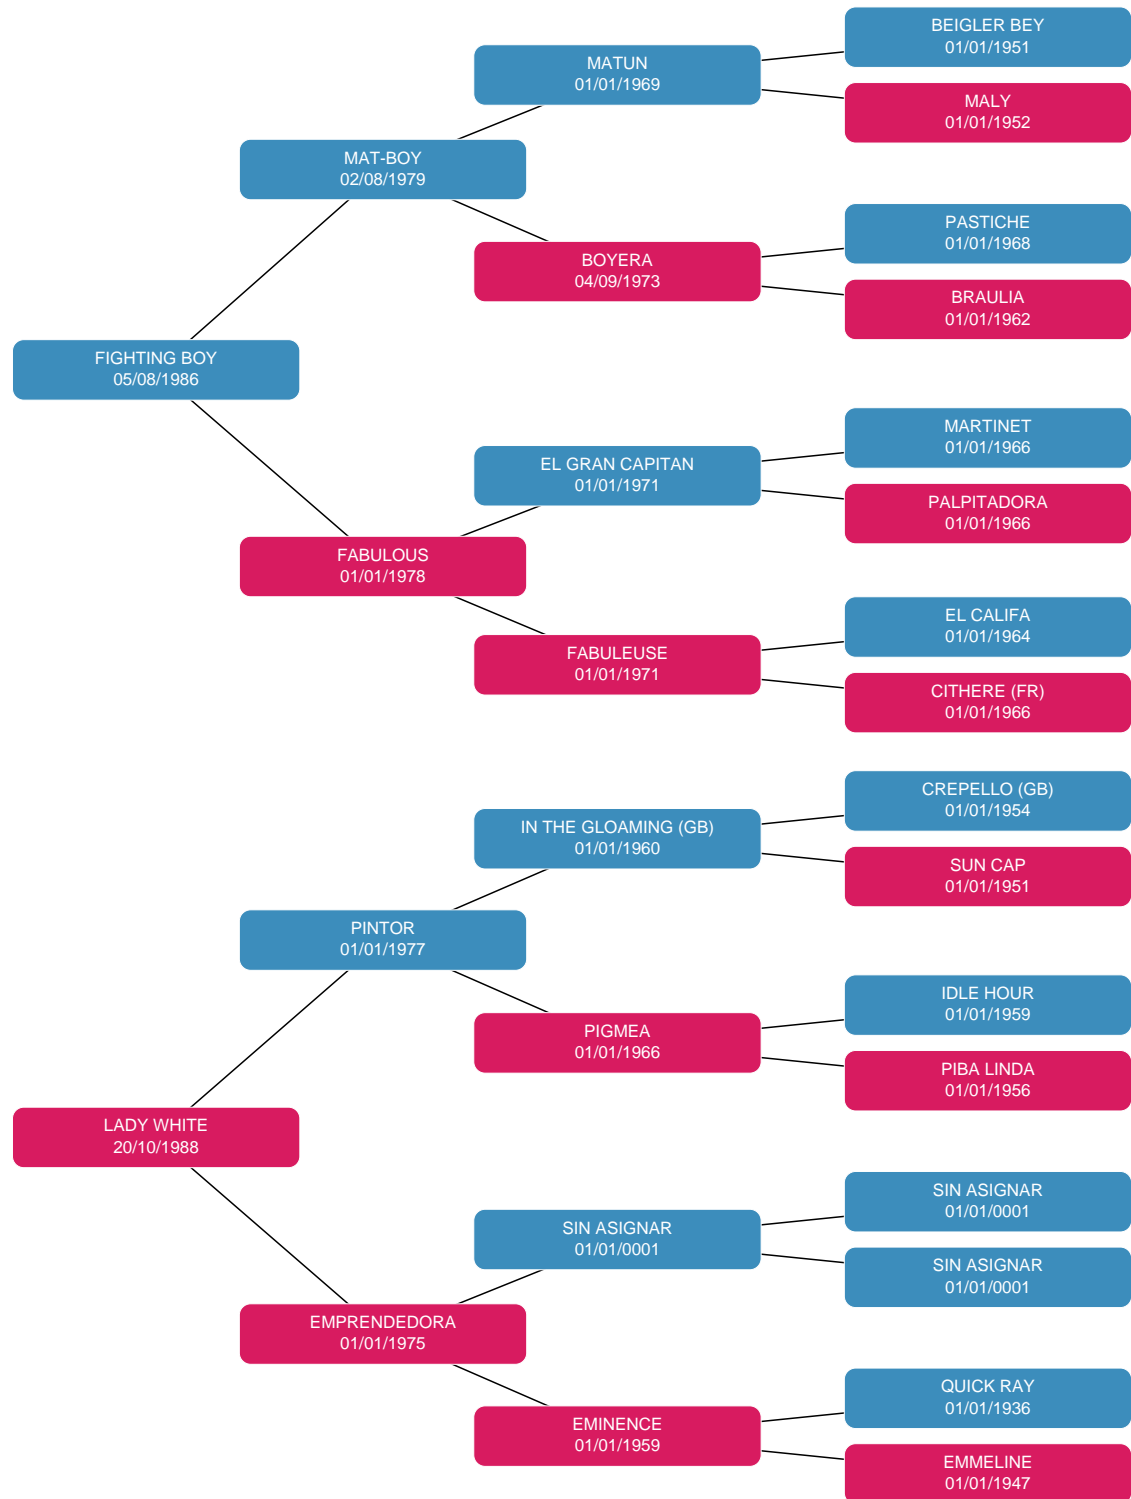 BEIGLER BEY
01/01/1951
MATUN
01/01/1969
MALY
01/01/1952
MAT-BOY
02/08/1979
PASTICHE
01/01/1968
BOYERA
04/09/1973
BRAULIA
01/01/1962
FIGHTING BOY
05/08/1986
MARTINET
01/01/1966
EL GRAN CAPITAN
01/01/1971
PALPITADORA
01/01/1966
FABULOUS
01/01/1978
EL CALIFA
01/01/1964
FABULEUSE
01/01/1971
CITHERE (FR)
01/01/1966
CREPELLO (GB)
01/01/1954
IN THE GLOAMING (GB)
01/01/1960
SUN CAP
01/01/1951
PINTOR
01/01/1977
IDLE HOUR
01/01/1959
PIGMEA
01/01/1966
PIBA LINDA
01/01/1956
LADY WHITE
20/10/1988
SIN ASIGNAR
01/01/0001
SIN ASIGNAR
01/01/0001
SIN ASIGNAR
01/01/0001
EMPRENDEDORA
01/01/1975
QUICK RAY
01/01/1936
EMINENCE
01/01/1959
EMMELINE
01/01/1947